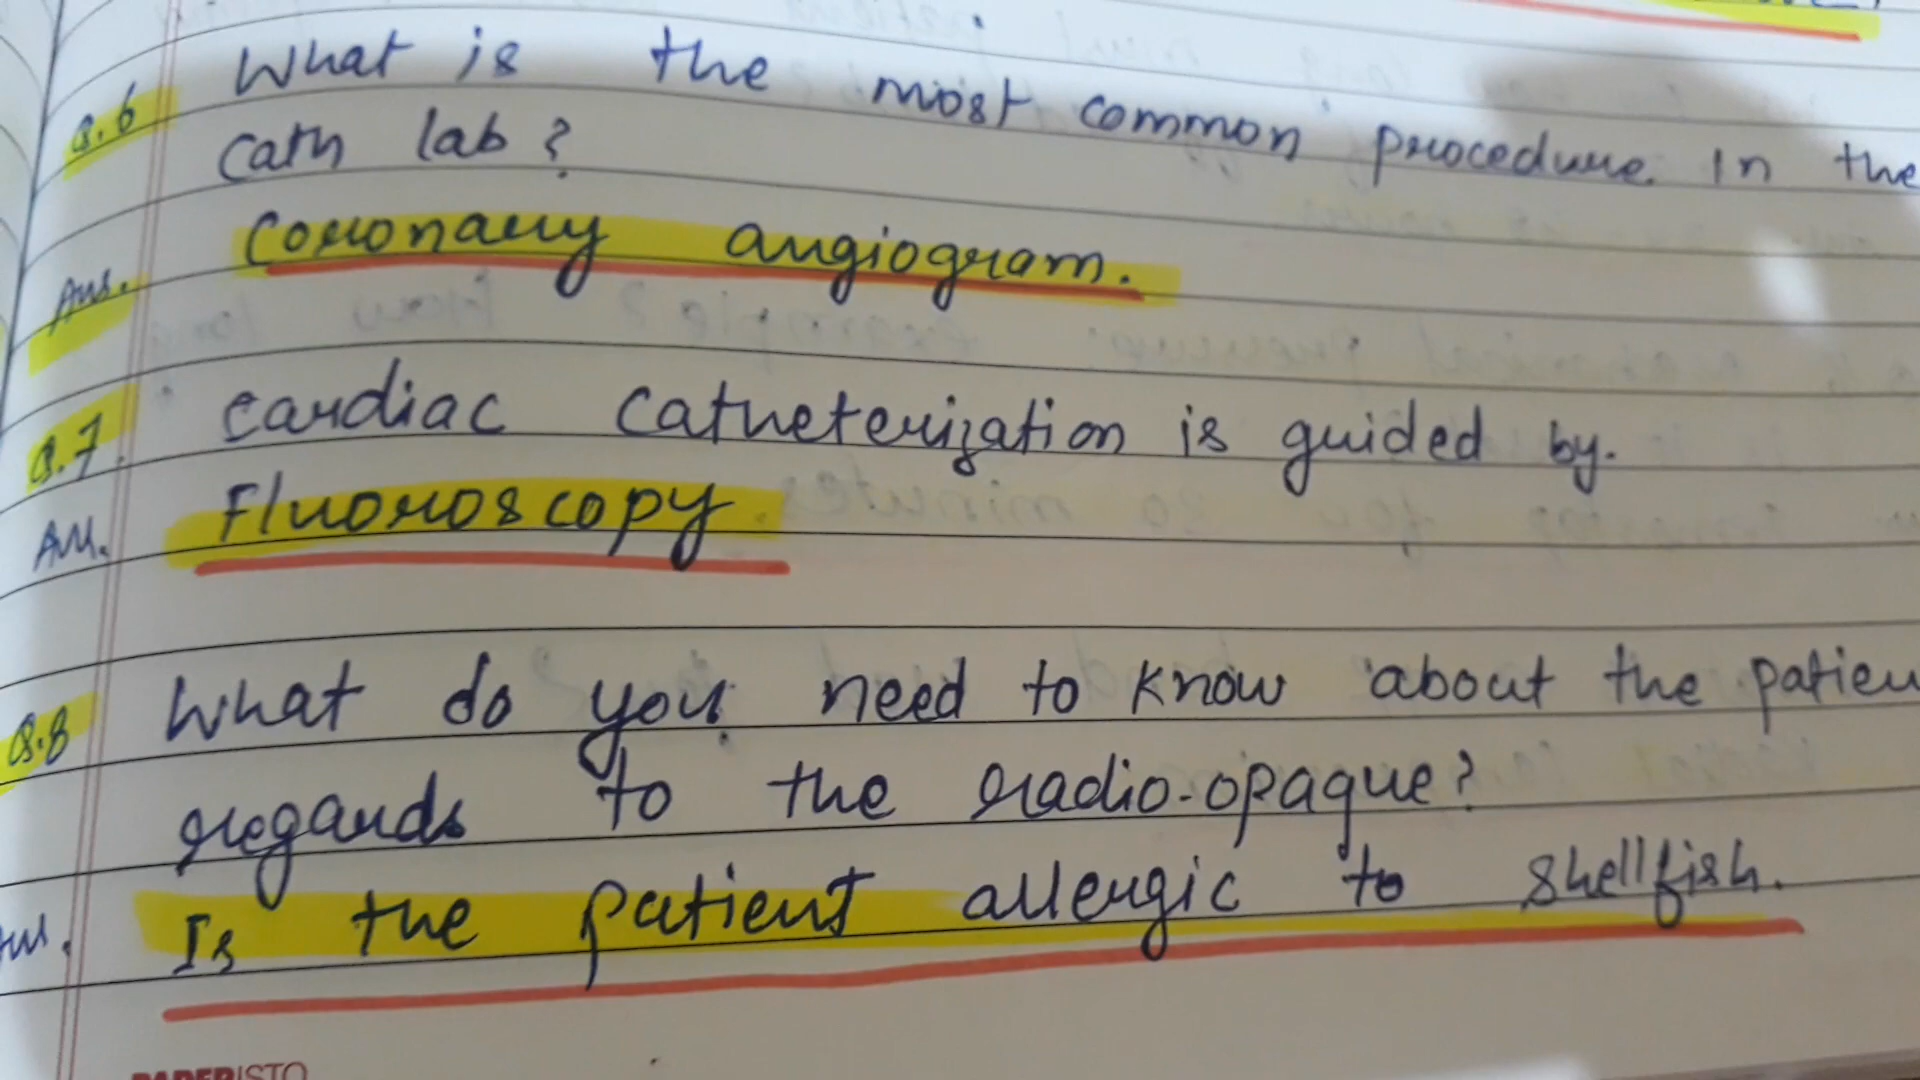 Q.6 What is the most common procedure in the
cath lab?
Ans. Coronary angiogram.
Q.7. Cardiac Catheterization is guided by.
Ans. Fluoroscopy.
Q.8 What do you need to know about the patien
regards to the radio-opaque?
Is the patient allergic to shellfish.
PAPERISTO